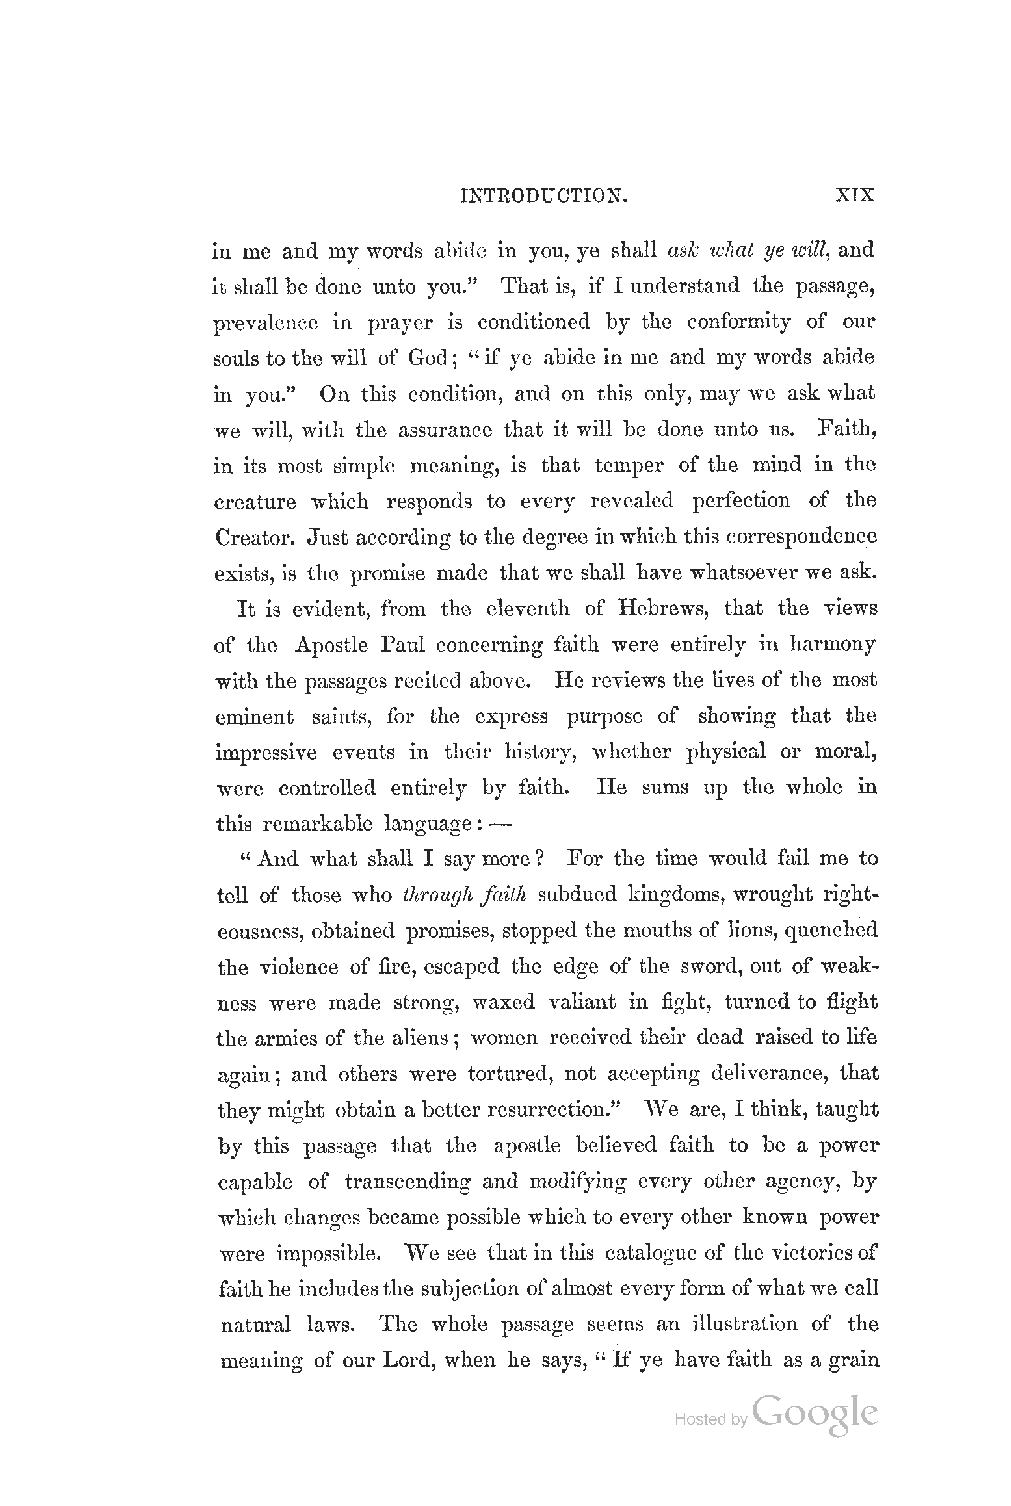 INTRODUCTION. XIX
in me and my words abide in you, ye shall ask what ye will, and
it shall be done unto you.” That is, if I understand the passage,
prevalence in prayer is conditioned by the conformity of our
souls to the will of God; “if ye abide in me and my words abide
in you.” On this condition, and on this only, may we ask what
we will, with the assurance that it will be done unto us. Faith,
in its most simple meaning, is that temper of the mind in the
creature which responds to every revealed perfection of the
Creator. Just according to the degree in which this correspondence
exists, is the promise made that we shall have whatsoever we ask.
It is evident, from the eleventh of Hebrews, that the views
of the Apostle Paul concerning faith were entirely in harmony
with the passages recited above. He reviews the lives of the most
eminent saints, for the express purpose of showing that the
impressive events in their history, whether physical or moral,
were controlled entirely by faith. He sums up the whole in
this remarkable language: —
“And what shall I say more? For the time would fail me to
tell of those who through faith subdued kingdoms, wrought right-
eousness, obtained promises, stopped the mouths of lions, quenched
the violence of fire, escaped the edge of the sword, out of weak-
ness were made strong, waxed valiant in fight, turned to flight
the armies of the aliens; women received their dead raised to life
again; and others were tortured, not accepting deliverance, that
they might obtain a better resurrection.” We are, I think, taught
by this passage that the apostle believed faith to be a power
capable of transcending and modifying every other agency, by
which changes became possible which to every other known power
were impossible. We see that in this catalogue of the victories of
faith he includes the subjection of almost every form of what we call
natural laws. The whole passage seems an illustration of the
meaning of our Lord, when he says, “If ye have faith as a grain
Hosted by Google